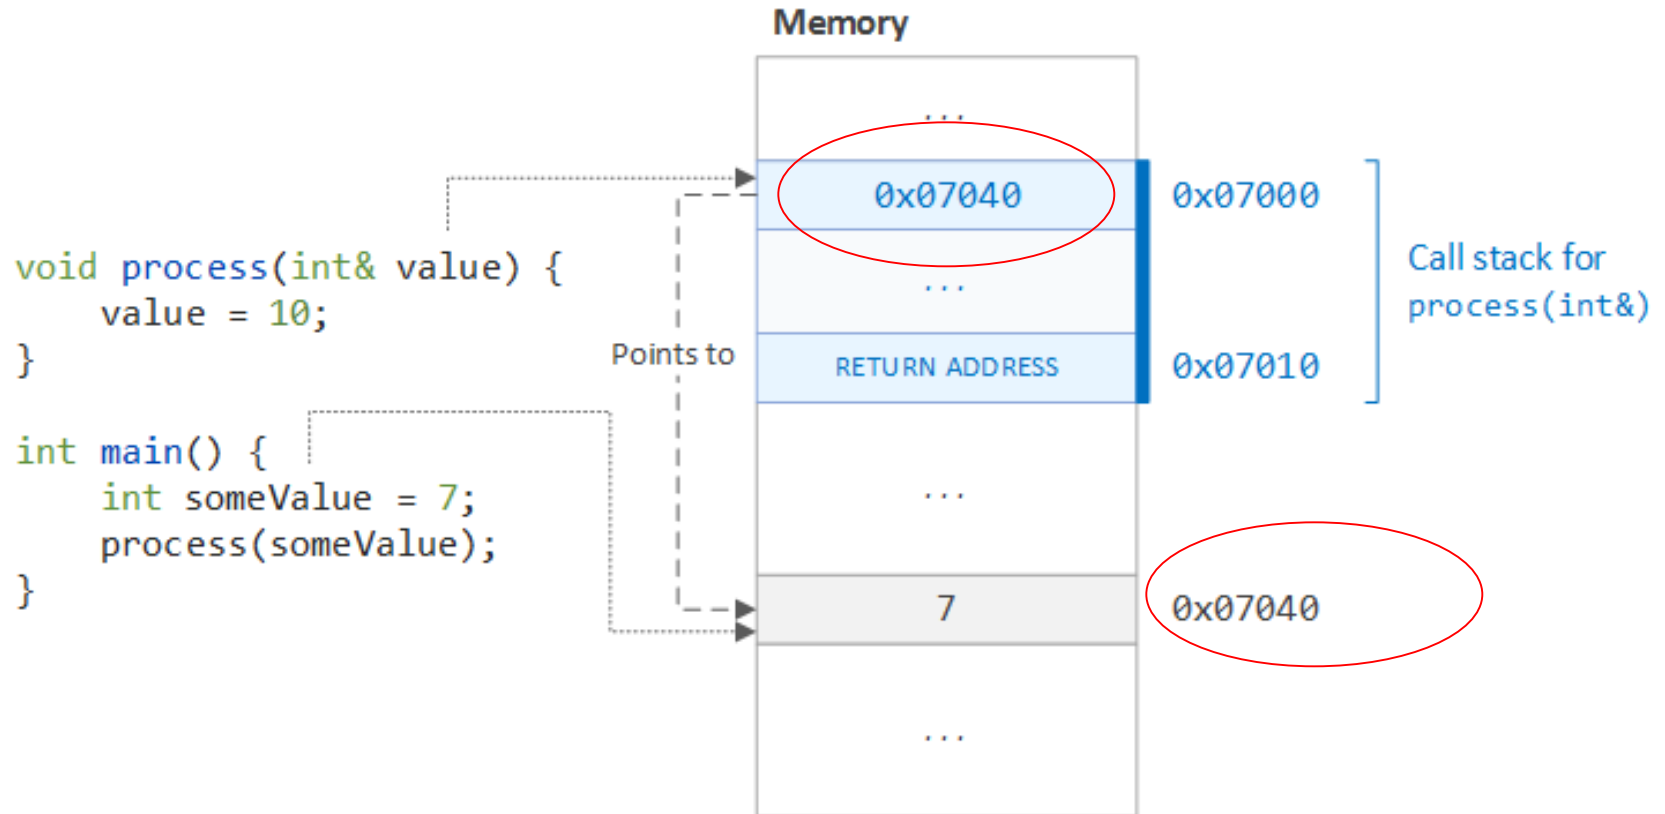 Memory
...
0x07040
0x07000
void process(int& value) {
    value = 10;
}
...
Call stack for
process(int&)
Points to
RETURN ADDRESS
0x07010
int main() {
    int someValue = 7;
    process(someValue);
}
...
7
0x07040
...